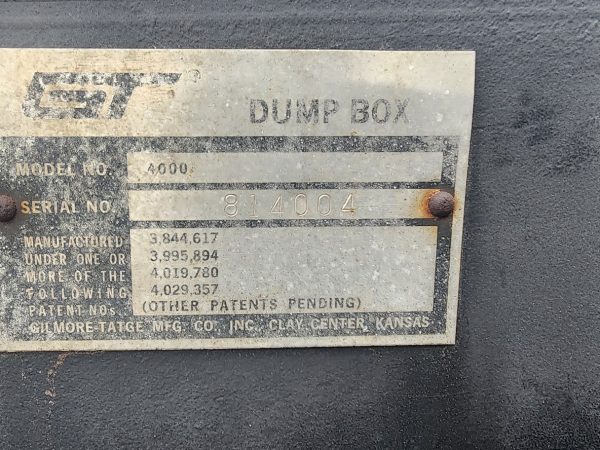 GT®
DUMP BOX
MODEL NO. 4000
SERIAL NO 814004
MANUFACTURED 3,844,617
UNDER ONE OR 3,995,894
MORE OF THE 4,019,780
FOLLOWING 4,029,357
PATENT NOs. (OTHER PATENTS PENDING)
GILMORE-TATGE MFG. CO., INC. CLAY CENTER, KANSAS